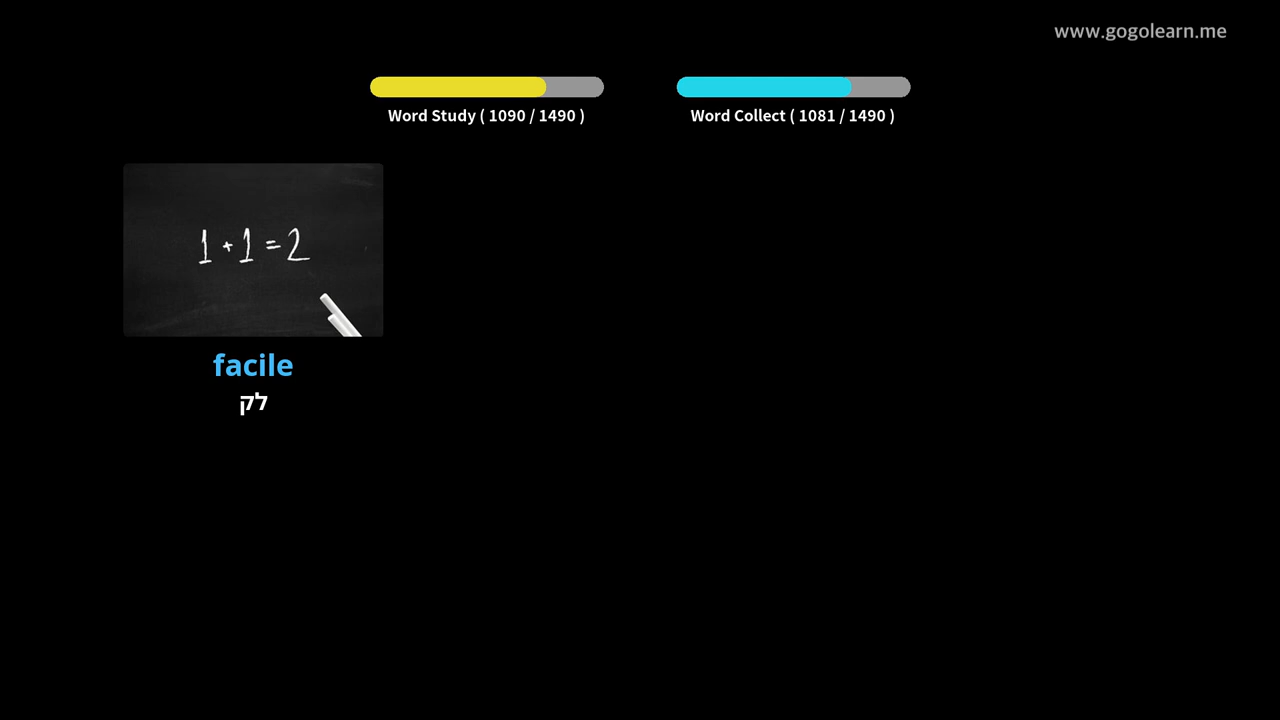 www.gogolearn.me
Word Study ( 1090 / 1490 )
Word Collect ( 1081 / 1490 )
1 + 1 = 2
facile
לק